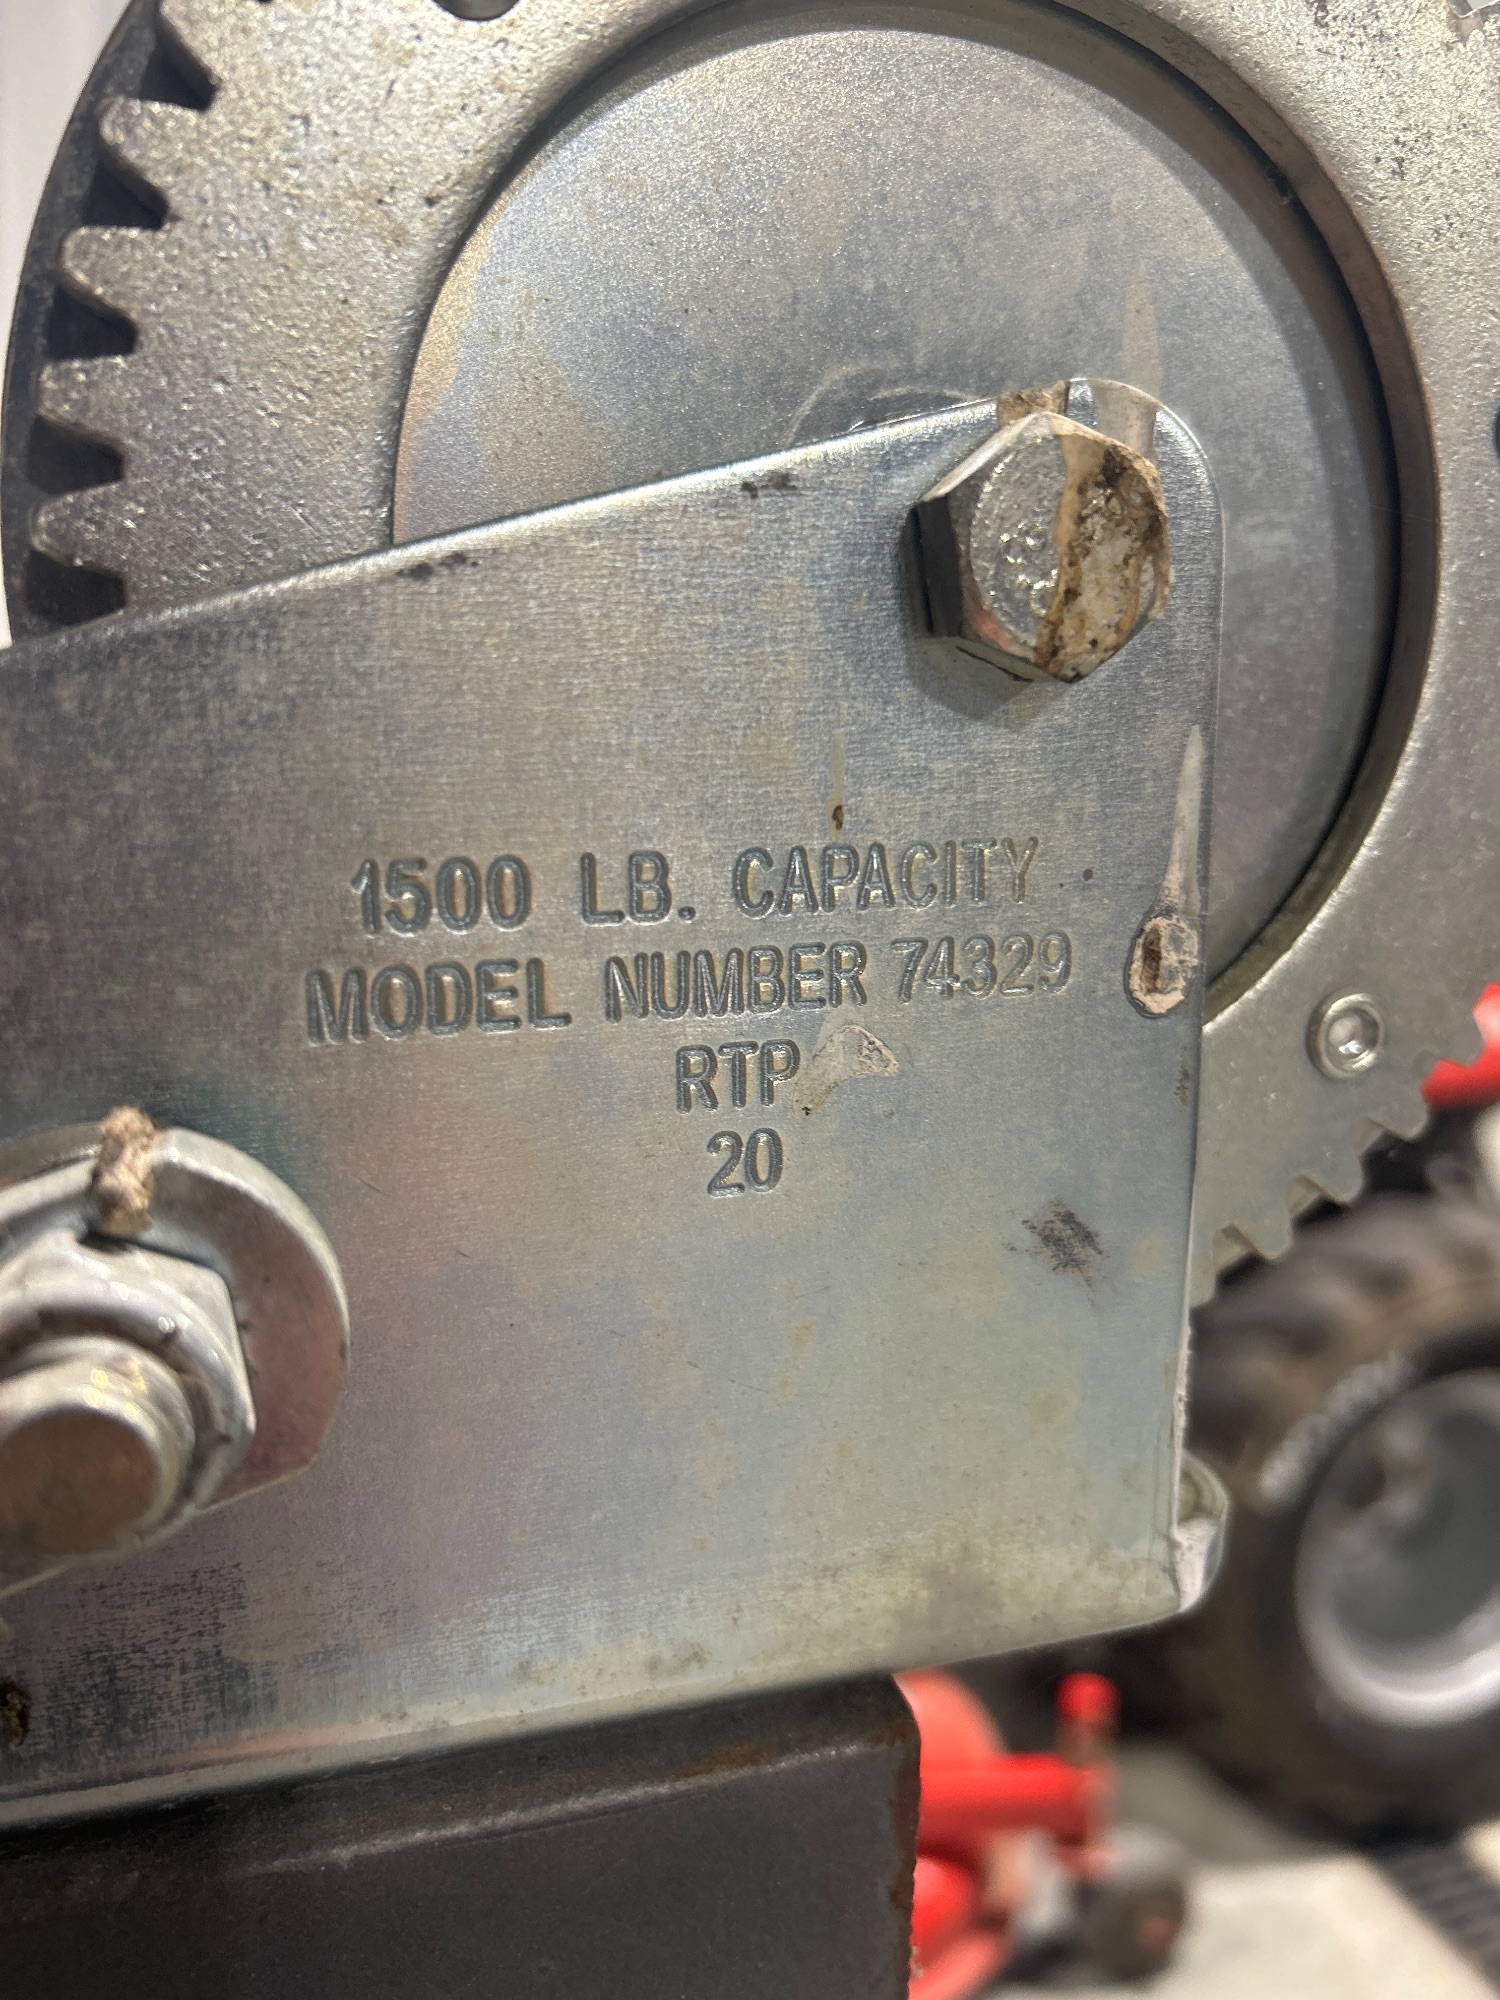 1500 LB. CAPACITY
MODEL NUMBER 74329
RTP
20